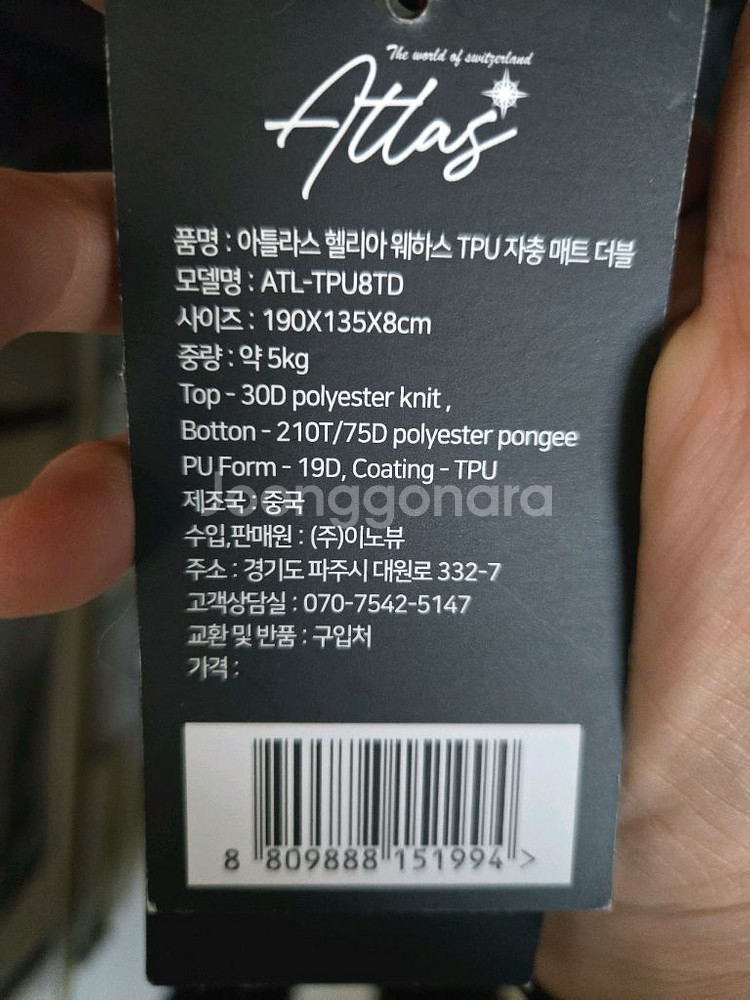 The world of switzerland
Atlas
품명 : 아틀라스 헬리아 웨하스 TPU 자충 매트 더블
모델명 : ATL-TPU8TD
사이즈 : 190X135X8cm
중량 : 약 5kg
Top - 30D polyester knit ,
Botton - 210T/75D polyester pongee
PU Form - 19D, Coating - TPU
제조국 : 중국
Joonggonara
수입,판매원 : (주)이노뷰
주소 : 경기도 파주시 대원로 332-7
고객상담실 : 070-7542-5147
교환 및 반품 : 구입처
가격 :
8 809888 151994 >